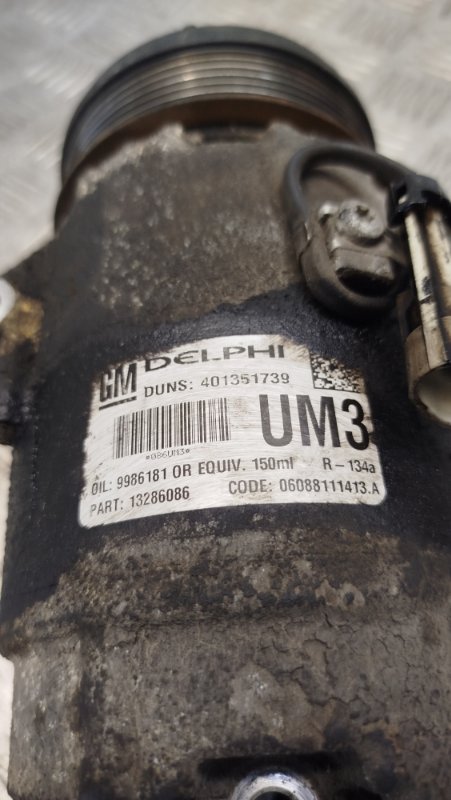 GM DELPHI
DUNS: 401351739
*086UM3*
UM3
OIL: 9986181 OR EQUIV. 150ml R-134a
PART: 13286086 CODE: 06088111413.A